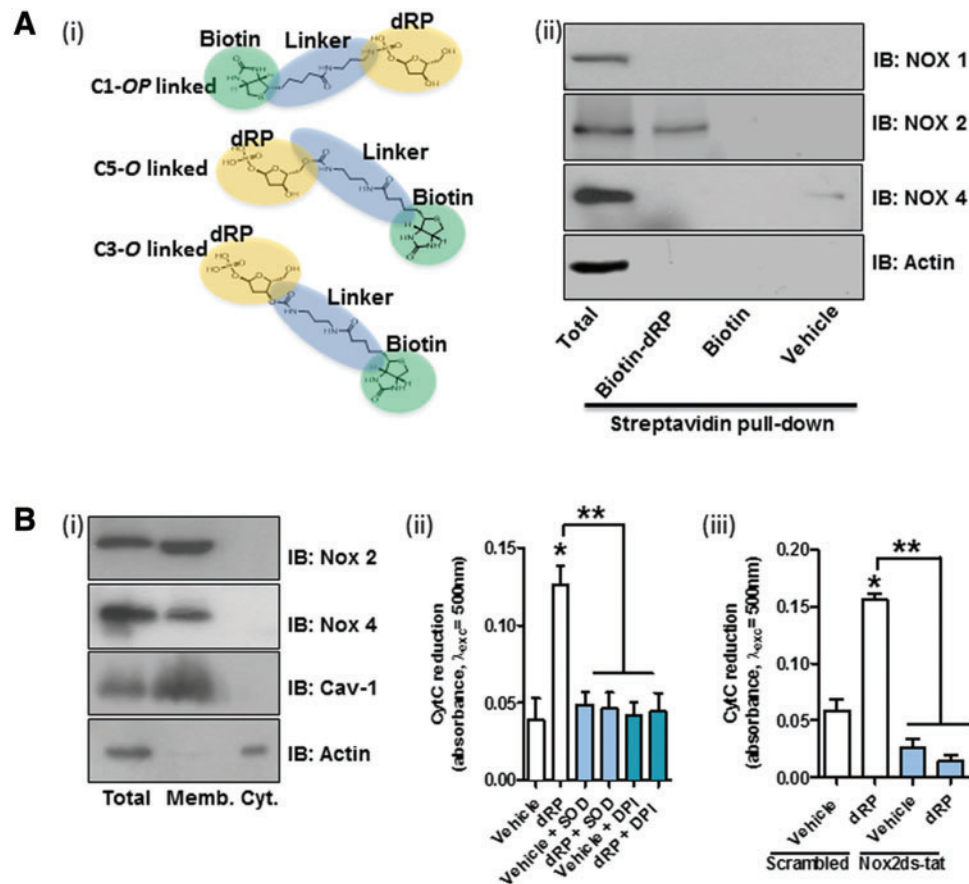 A
(i)
Biotin
Linker
dRP
C1-OP linked
dRP
Linker
C5-O linked
Biotin
dRP
C3-O linked
Linker
Biotin
(ii)
IB: NOX 1
IB: NOX 2
IB: NOX 4
IB: Actin
Total
Biotin-dRP
Biotin
Vehicle
Streptavidin pull-down
B
(i)
IB: Nox 2
IB: Nox 4
IB: Cav-1
IB: Actin
Total Memb. Cyt.
(ii)
CytC reduction
(absorbance, λexc= 500nm)
0.15
0.10
0.05
0.00
*
**
Vehicle
dRP
Vehicle + SOD
dRP + SOD
Vehicle + DPI
dRP + DPI
(iii)
CytC reduction
(absorbance, λexc= 500nm)
0.20
0.15
0.10
0.05
0.00
*
**
Vehicle
dRP
Vehicle
dRP
Scrambled
Nox2ds-tat